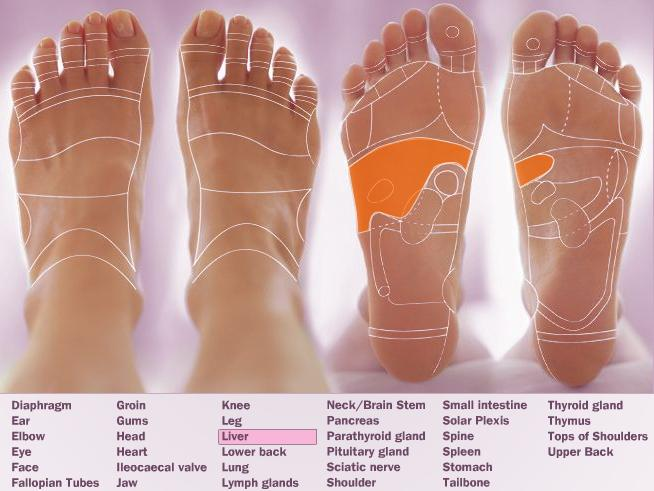 Diaphragm
Ear
Elbow
Eye
Face
Fallopian Tubes
Groin
Gums
Head
Heart
Ileocaecal valve
Jaw
Knee
Leg
Liver
Lower back
Lung
Lymph glands
Neck/Brain Stem
Pancreas
Parathyroid gland
Pituitary gland
Sciatic nerve
Shoulder
Small intestine
Solar Plexis
Spine
Spleen
Stomach
Tailbone
Thyroid gland
Thymus
Tops of Shoulders
Upper Back